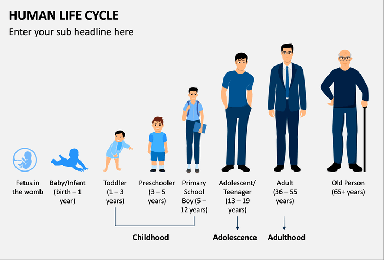 HUMAN LIFE CYCLE
Enter your sub headline here
Fetus in
the womb
Baby/Infant
(birth – 1
year)
Toddler
(1 – 3
years)
Preschooler
(3 – 5
years)
Primary
School
Boy (5 –
12 years)
Adolescent/
Teenager
(13 – 19
years)
Adult
(36 – 55
years)
Old Person
(65+ years)
Childhood
Adolescence
Adulthood